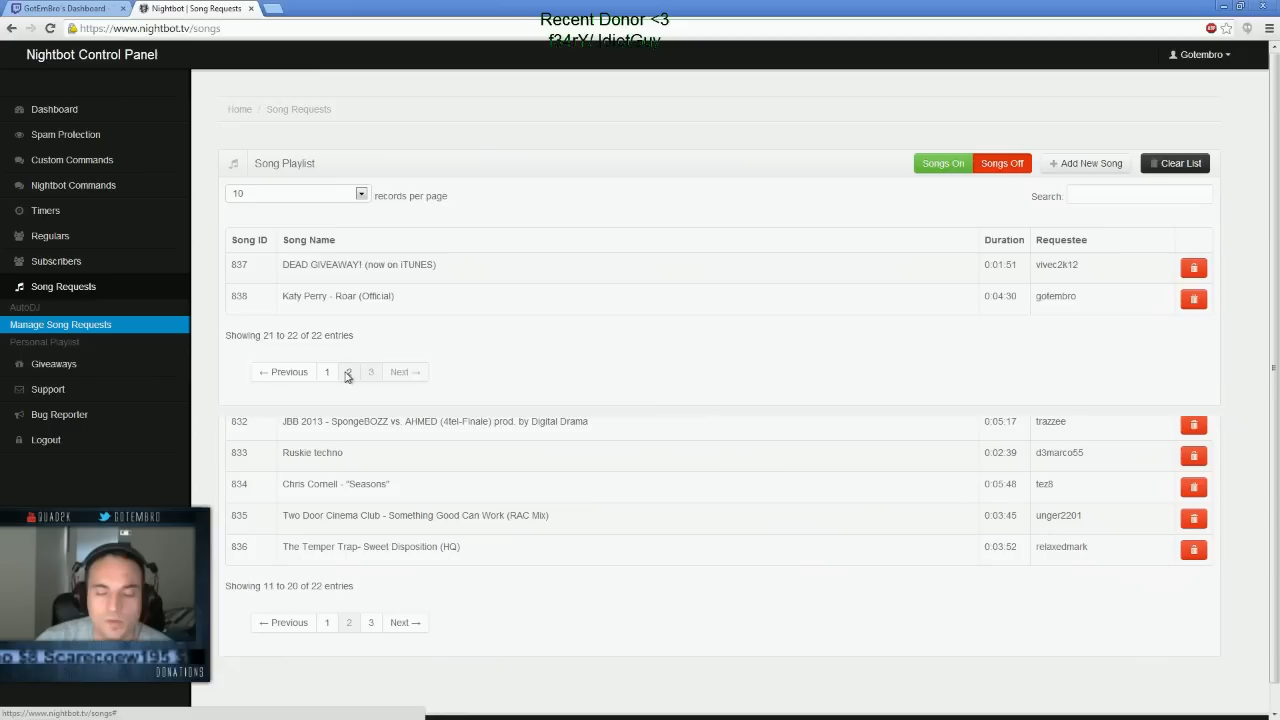 GotEmBro's Dashboard -
Nightbot | Song Requests
https://www.nightbot.tv/songs
Recent Donor <3
f34rY/ IdiotGuy
Nightbot Control Panel
Gotembro
Dashboard
Spam Protection
Custom Commands
Nightbot Commands
Timers
Regulars
Subscribers
Song Requests
AutoDJ
Manage Song Requests
Personal Playlist
Giveaways
Support
Bug Reporter
Logout
Home / Song Requests
Song Playlist
Songs On Songs Off + Add New Song Clear List
10 records per page
Search:
Song ID Song Name Duration Requestee
837 DEAD GIVEAWAY! (now on iTUNES) 0:01:51 vivec2k12
838 Katy Perry - Roar (Official) 0:04:30 gotembro
Showing 21 to 22 of 22 entries
← Previous 1 2 3 Next →
832 JBB 2013 - SpongeBOZZ vs. AHMED (4tel-Finale) prod. by Digital Drama 0:05:17 trazzee
833 Ruskie techno 0:02:39 d3marco55
834 Chris Cornell - "Seasons" 0:05:48 tez8
835 Two Door Cinema Club - Something Good Can Work (RAC Mix) 0:03:45 unger2201
836 The Temper Trap- Sweet Disposition (HQ) 0:03:52 relaxedmark
Showing 11 to 20 of 22 entries
← Previous 1 2 3 Next →
QUAD2K GOTEMBRO
o $8 Scarecrow195 $
DONATIONS
https://www.nightbot.tv/songs#